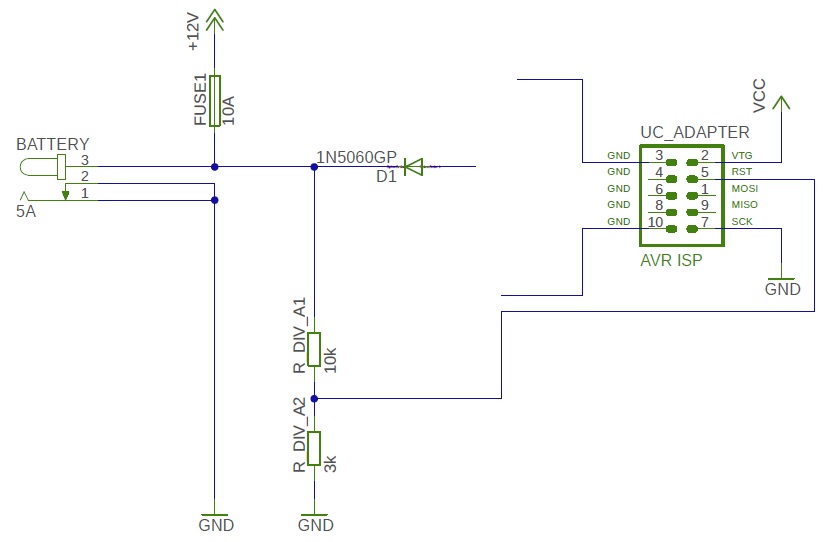 +12V
FUSE1
10A
BATTERY
3
2
1
5A
1N5060GP
D1
VCC
UC_ADAPTER
GND 3 2 VTG
GND 4 5 RST
GND 6 1 MOSI
GND 8 9 MISO
GND 10 7 SCK
AVR ISP
GND
R_DIV_A1
10k
R_DIV_A2
3k
GND
GND